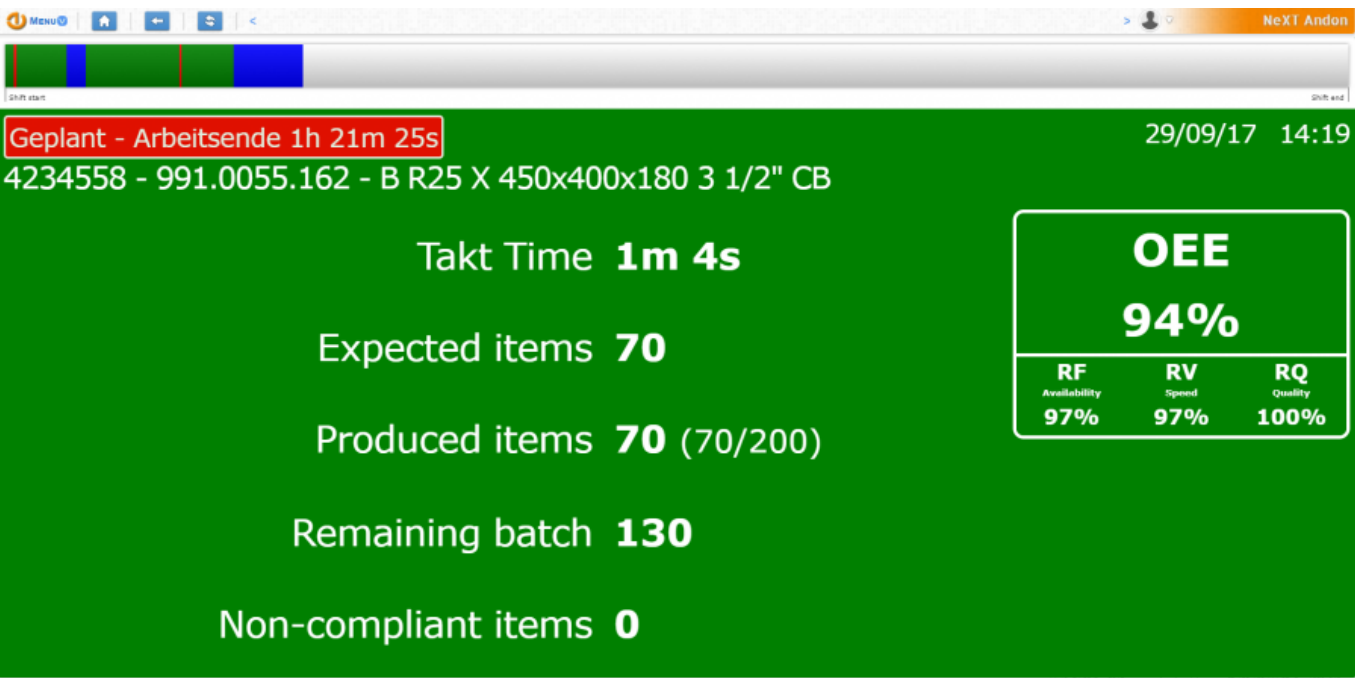 MENU
<
> 
NeXT Andon
Shift start
Shift end
Geplant - Arbeitsende 1h 21m 25s
29/09/17 14:19
4234558 - 991.0055.162 - B R25 X 450x400x180 3 1/2" CB
Takt Time 1m 4s
Expected items 70
Produced items 70 (70/200)
Remaining batch 130
Non-compliant items 0
OEE
94%
RF RV RQ
Availability Speed Quality
97% 97% 100%